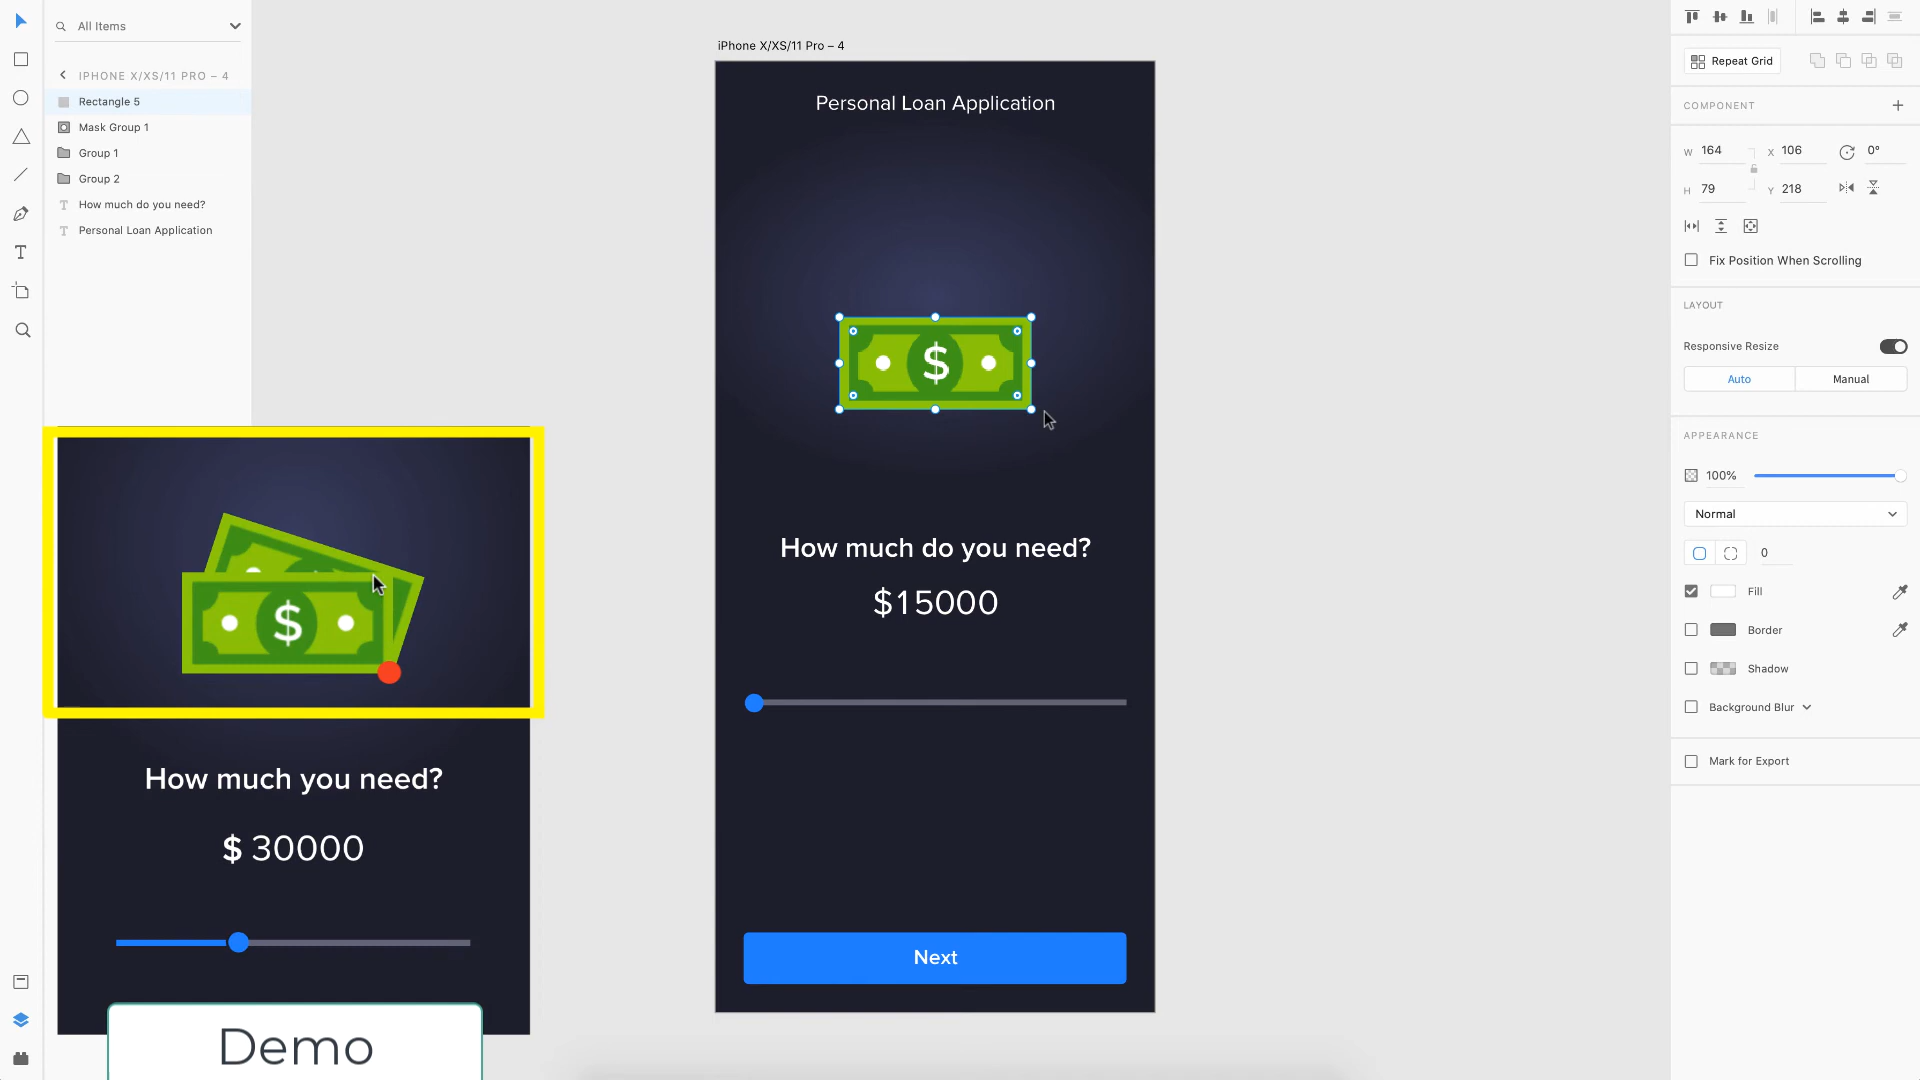 All Items
IPHONE X/XS/11 PRO – 4
Rectangle 5
Mask Group 1
Group 1
Group 2
T How much do you need?
T Personal Loan Application
T
$
How much you need?
$ 30000
Demo
iPhone X/XS/11 Pro – 4
Personal Loan Application
$
How much do you need?
$15000
Next
Repeat Grid
COMPONENT
W 164 X 106 0°
H 79 Y 218
Fix Position When Scrolling
LAYOUT
Responsive Resize
Auto Manual
APPEARANCE
100%
Normal
0
Fill
Border
Shadow
Background Blur
Mark for Export